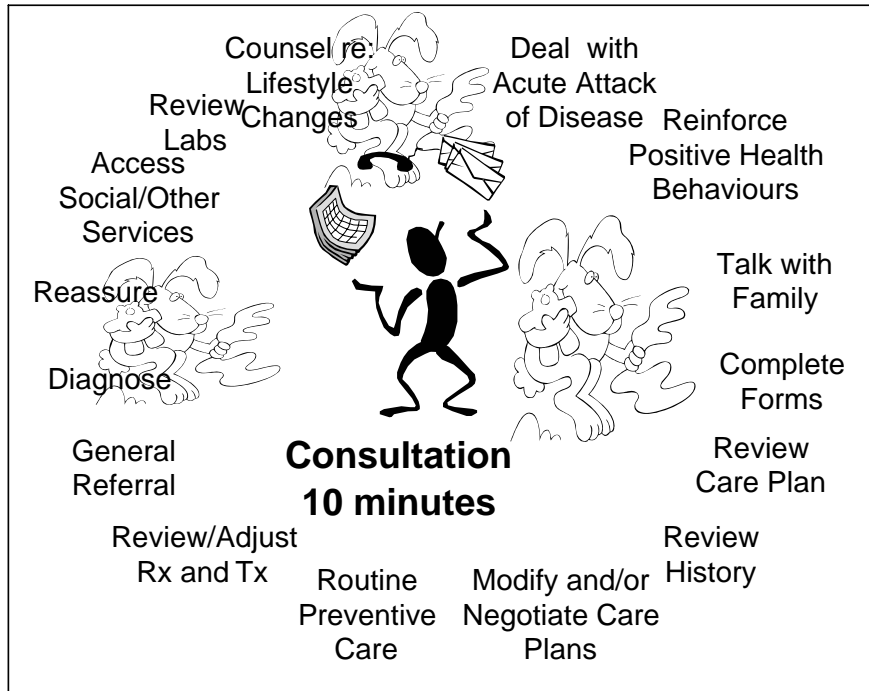 Counsel re:
Lifestyle
Changes
Deal with
Acute Attack
of Disease
Reinforce
Positive Health
Behaviours
Talk with
Family
Complete
Forms
Review
Care Plan
Review
History
Modify and/or
Negotiate Care
Plans
Routine
Preventive
Care
Review/Adjust
Rx and Tx
General
Referral
Diagnose
Reassure
Access
Social/Other
Services
Review
Labs
Consultation
10 minutes